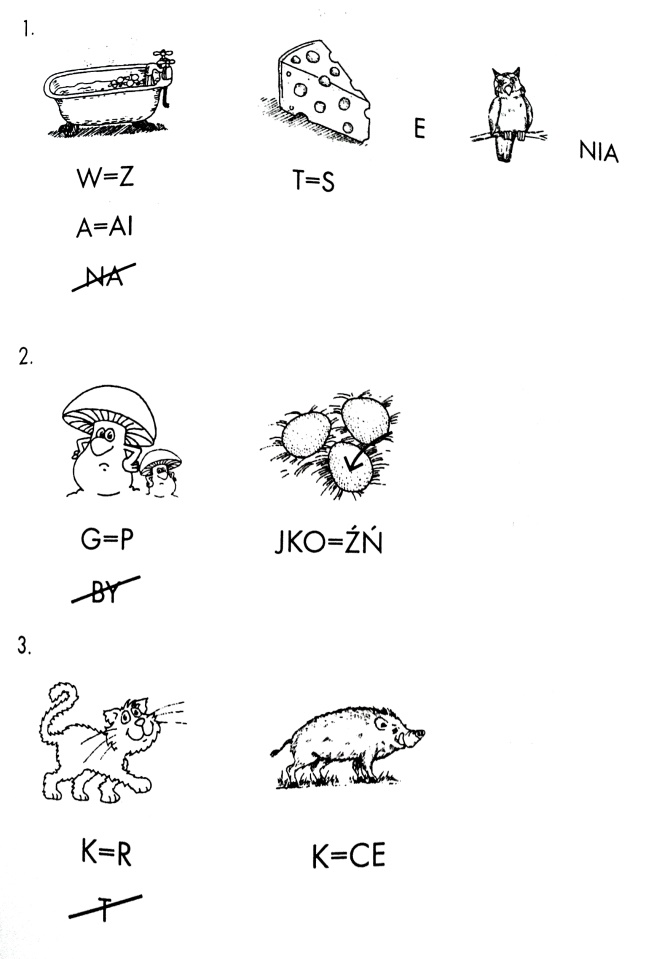 1.
E
NIA
W=Z
T=S
A=AI
NA
2.
G=P
JKO=ŹŃ
BY
3.
K=R
K=CE
T